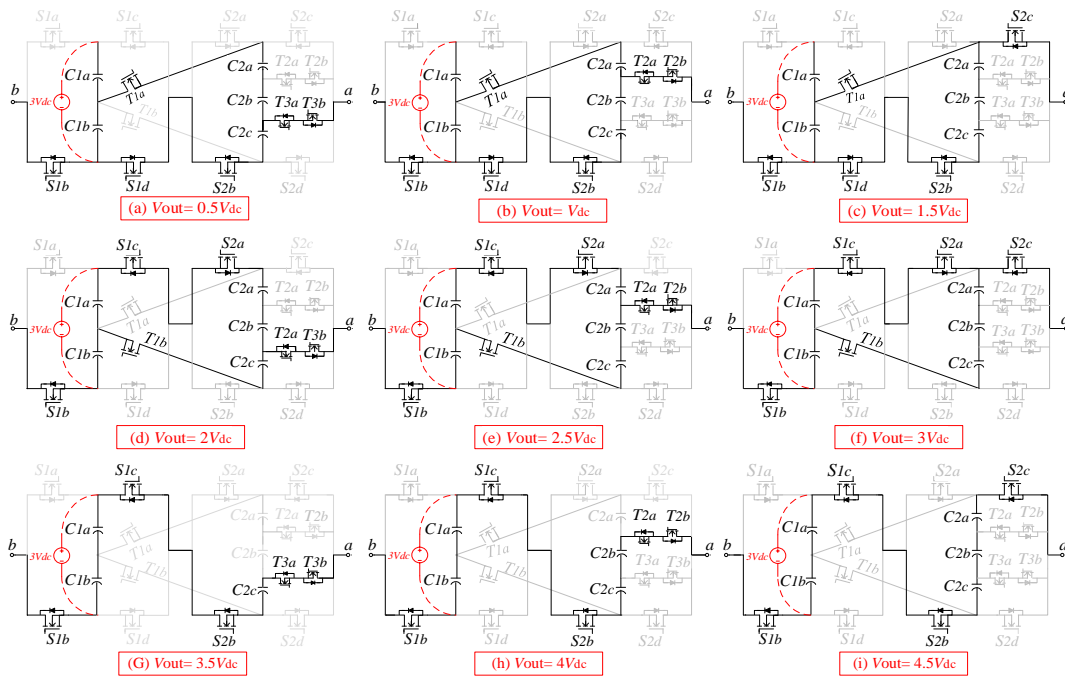 S1a S1c S2a S2c
C1a T1a C2a T2a T2b
b 3Vdc T1b C2b T3a T3b a
C1b C2c
S1b S1d S2b S2d
(a) Vout= 0.5Vdc
S1a S1c S2a S2c
C1a T1a C2a T2a T2b
b 3Vdc T1b C2b T3a T3b a
C1b C2c
S1b S1d S2b S2d
(b) Vout= Vdc
S1a S1c S2a S2c
C1a T1a C2a T2a T2b
b 3Vdc T1b C2b T3a T3b a
C1b C2c
S1b S1d S2b S2d
(c) Vout= 1.5Vdc
S1a S1c S2a S2c
C1a T1a C2a T2a T2b
b 3Vdc C2b T2a T3b a
C1b T1b C2c
S1b S1d S2b S2d
(d) Vout= 2Vdc
S1a S1c S2a S2c
C1a T1a C2a T2a T2b
b 3Vdc C2b T3a T3b a
C1b T1b C2c
S1b S1d S2b S2d
(e) Vout= 2.5Vdc
S1a S1c S2a S2c
C1a T1a C2a T2a T2b
b 3Vdc C2b T3a T3b a
C1b T1b C2c
S1b S1d S2b S2d
(f) Vout= 3Vdc
S1a S1c S2a S2c
C1a T1a C2a T2a T2b
b 3Vdc T1b C2b T3a T3b a
C1b C2c
S1b S1d S2b S2d
(G) Vout= 3.5Vdc
S1a S1c S2a S2c
C1a T1a C2a T2a T2b
b 3Vdc T1b C2b T3a T3b a
C1b C2c
S1b S1d S2b S2d
(h) Vout= 4Vdc
S1a S1c S2a S2c
C1a T1a C2a T2a T2b
b 3Vdc T1b C2b T3a T3b a
C1b C2c
S1b S1d S2b S2d
(i) Vout= 4.5Vdc